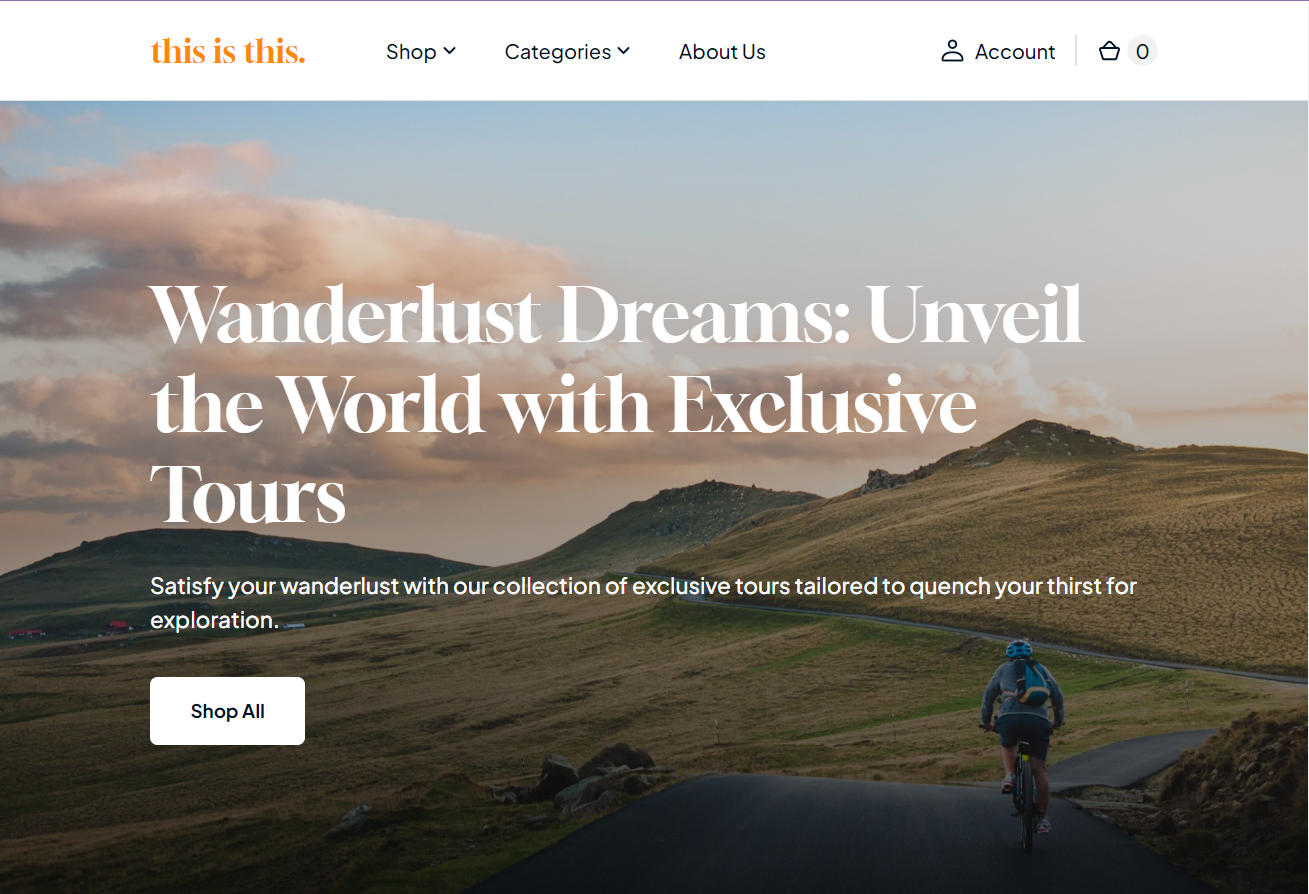 this is this.
Shop
Categories
About Us
Account
0
Wanderlust Dreams: Unveil
the World with Exclusive
Tours
Satisfy your wanderlust with our collection of exclusive tours tailored to quench your thirst for
exploration.
Shop All